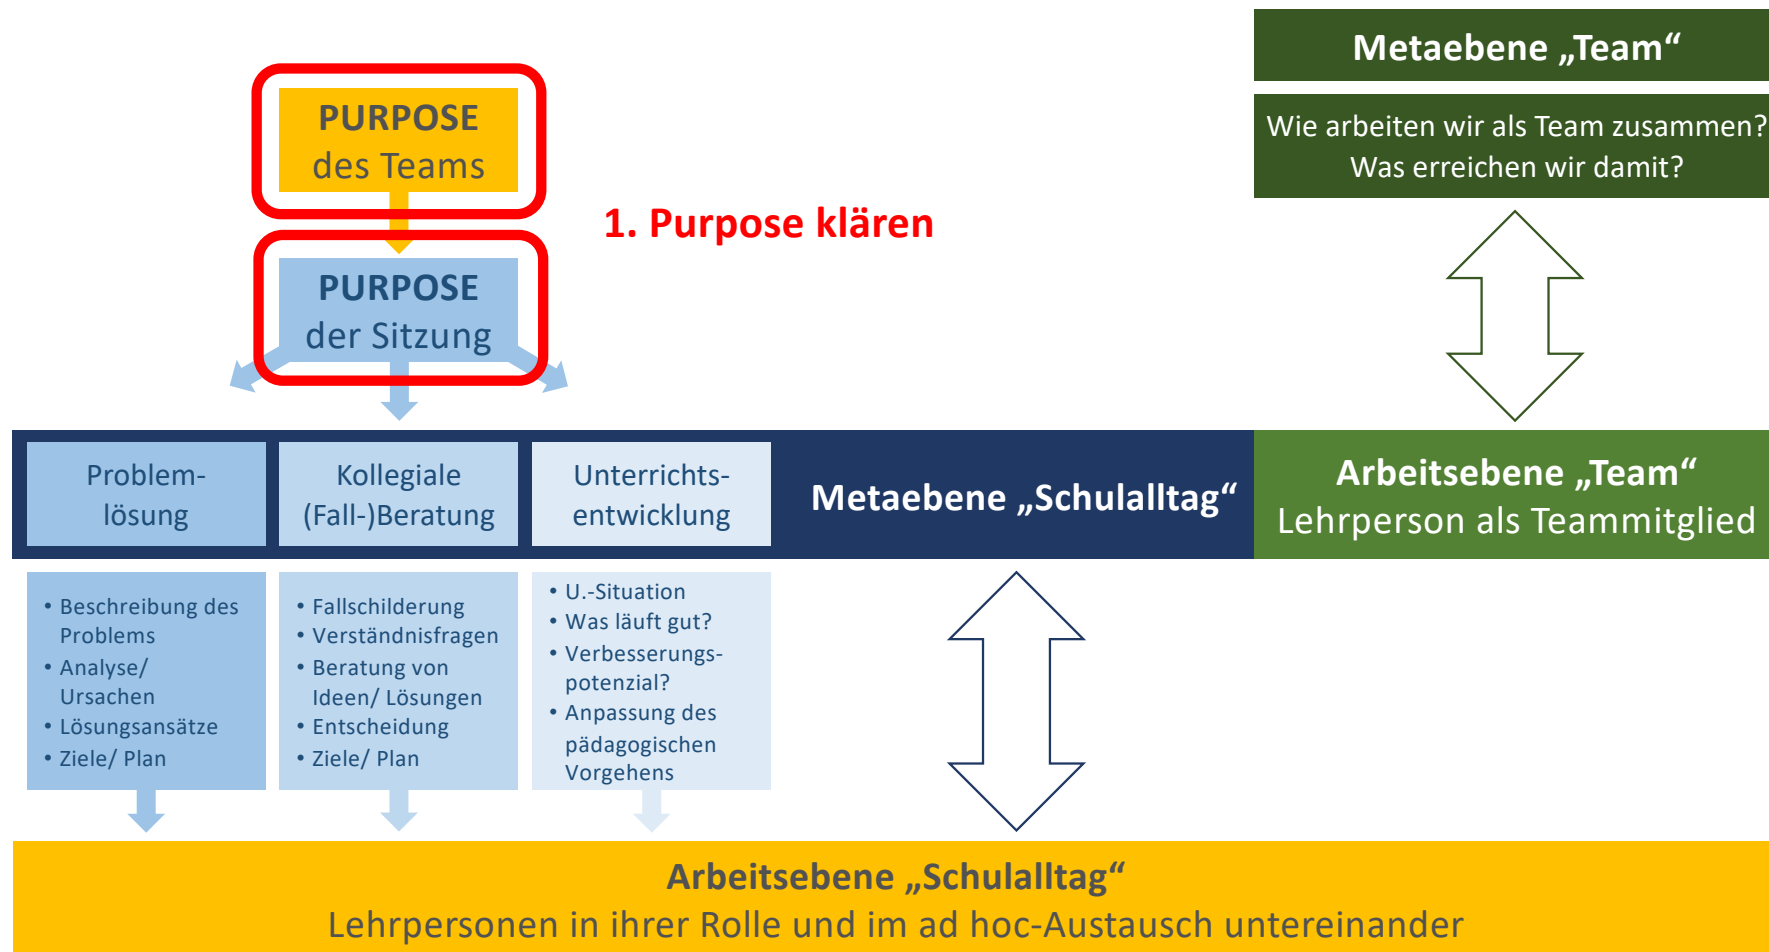 PURPOSE
des Teams
1. Purpose klären
PURPOSE
der Sitzung
Metaebene „Team“
Wie arbeiten wir als Team zusammen?
Was erreichen wir damit?
Problem-
lösung
Kollegiale
(Fall-)Beratung
Unterrichts-
entwicklung
Metaebene „Schulalltag“
Arbeitsebene „Team“
Lehrperson als Teammitglied
• Beschreibung des
Problems
• Analyse/
Ursachen
• Lösungsansätze
• Ziele/ Plan
• Fallschilderung
• Verständnisfragen
• Beratung von
Ideen/ Lösungen
• Entscheidung
• Ziele/ Plan
• U.-Situation
• Was läuft gut?
• Verbesserungs-
potenzial?
• Anpassung des
pädagogischen
Vorgehens
Arbeitsebene „Schulalltag“
Lehrpersonen in ihrer Rolle und im ad hoc-Austausch untereinander